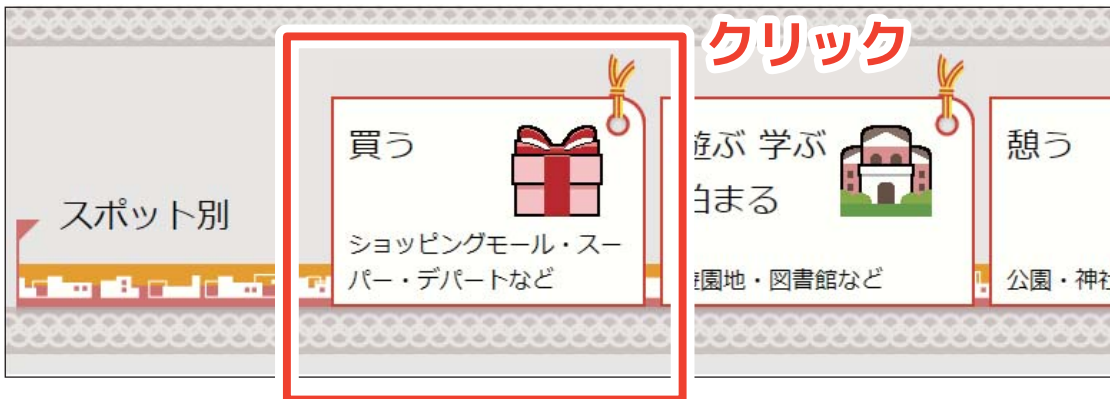 クリック
スポット別
買う
ショッピングモール・スー
パー・デパートなど
遊ぶ 学ぶ
泊まる
遊園地・図書館など
憩う
公園・神社